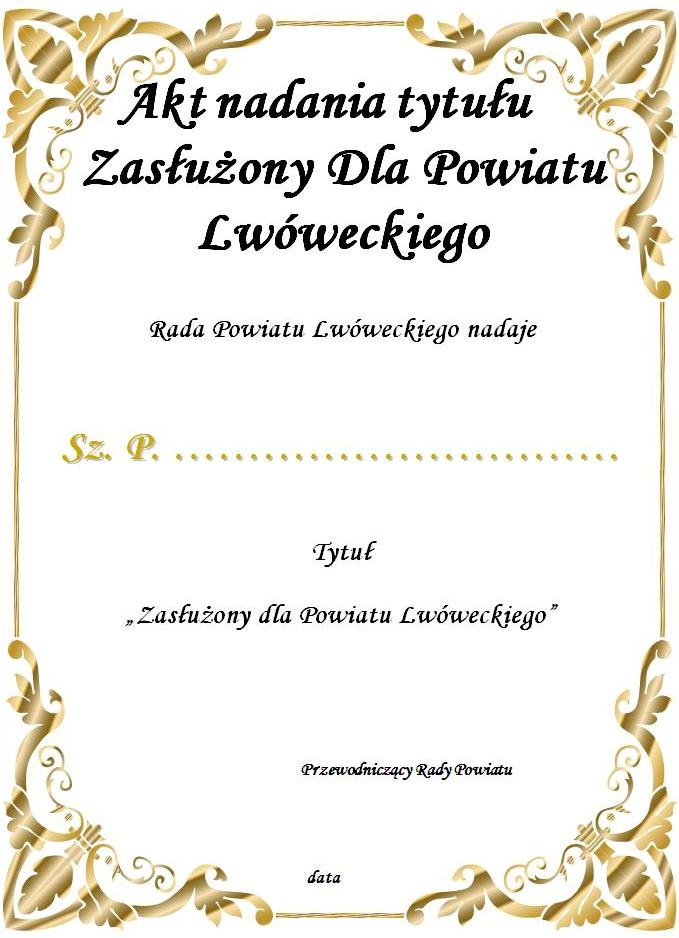 Akt nadania tytułu
Zasłużony Dla Powiatu
Lwóweckiego
Rada Powiatu Lwóweckiego nadaje
Sz. P. ..............................
Tytuł
„Zasłużony dla Powiatu Lwóweckiego”
Przewodniczący Rady Powiatu
data